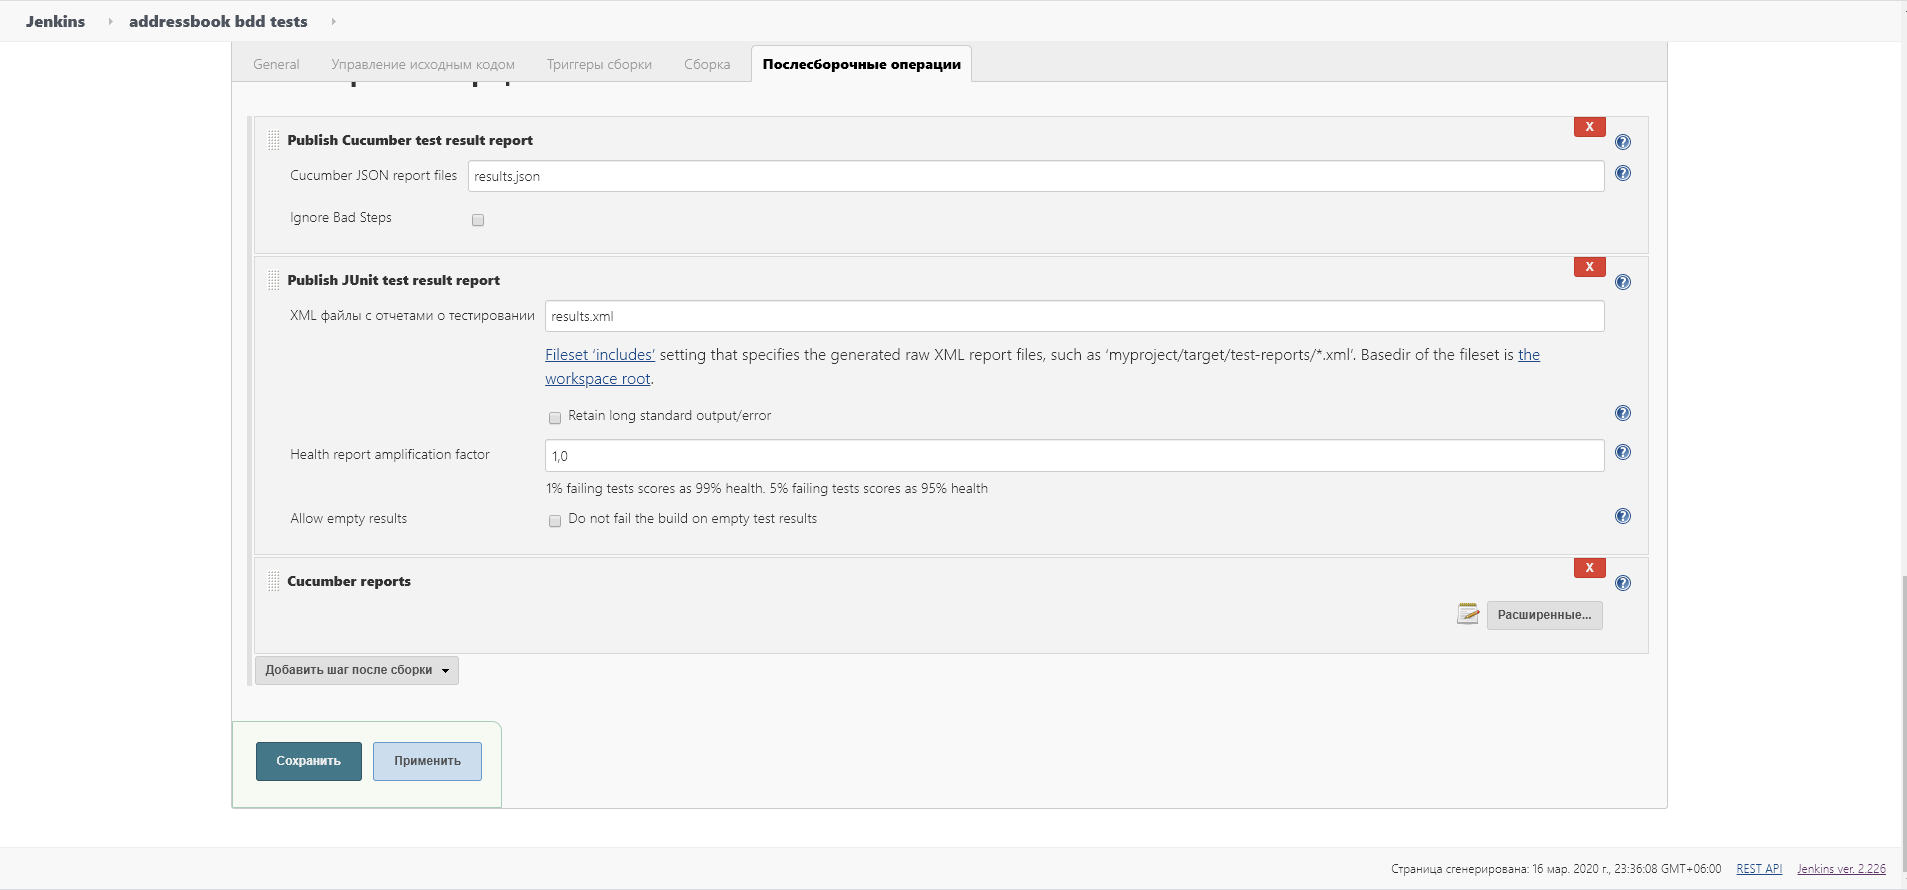 Jenkins addressbook bdd tests
General Управление исходным кодом Триггеры сборки Сборка Послесборочные операции
X
Publish Cucumber test result report
Cucumber JSON report files results.json
Ignore Bad Steps
X
Publish JUnit test result report
XML файлы с отчетами о тестировании results.xml
Fileset ‘includes’ setting that specifies the generated raw XML report files, such as ‘myproject/target/test-reports/*.xml’. Basedir of the fileset is the
workspace root.
Retain long standard output/error
Health report amplification factor 1,0
1% failing tests scores as 99% health. 5% failing tests scores as 95% health
Allow empty results Do not fail the build on empty test results
X
Cucumber reports
Расширенные...
Добавить шаг после сборки
Сохранить Применить
Страница сгенерирована: 16 мар. 2020 г., 23:36:08 GMT+06:00 REST API Jenkins ver. 2.226